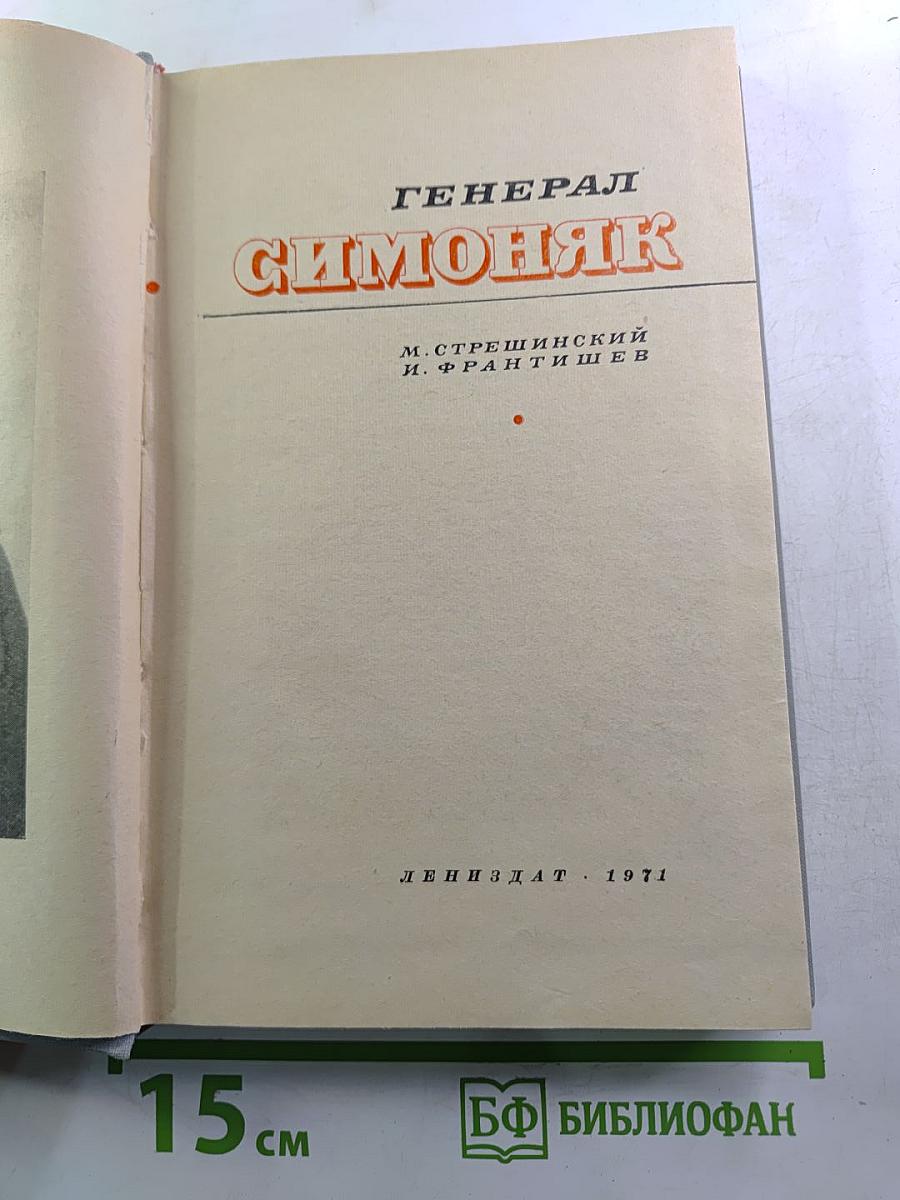 ГЕНЕРАЛ
СИМОНЯК
М. СТРЕШИНСКИЙ
И. ФРАНТИШЕВ
ЛЕНИЗДАТ · 1971
15 см
БФ БИБЛИОФАН